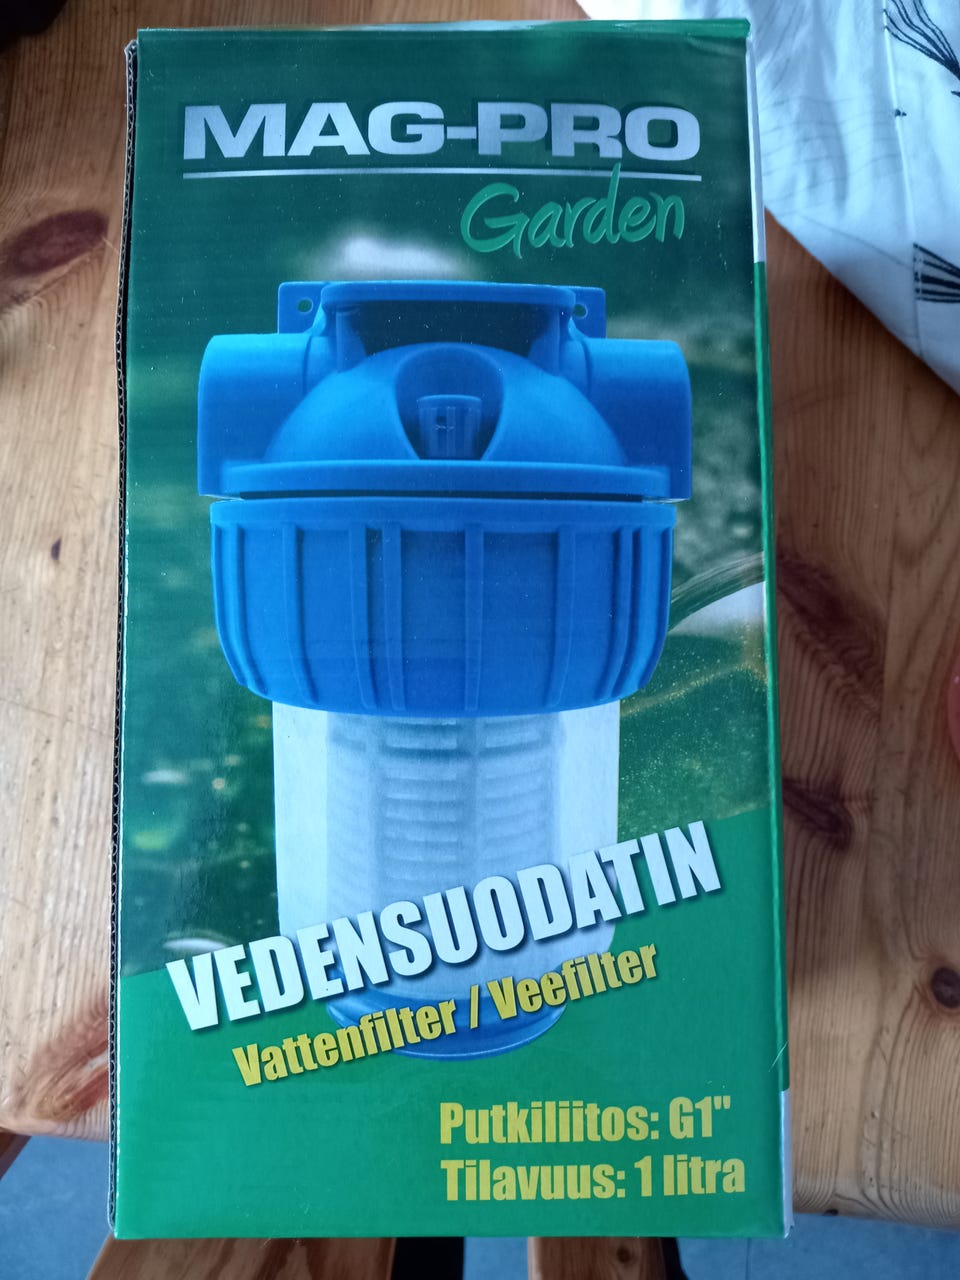 MAG-PRO
Garden
VEDENSUODATIN
Vattenfilter / Veefilter
Putkiliitos: G1"
Tilavuus: 1 litra